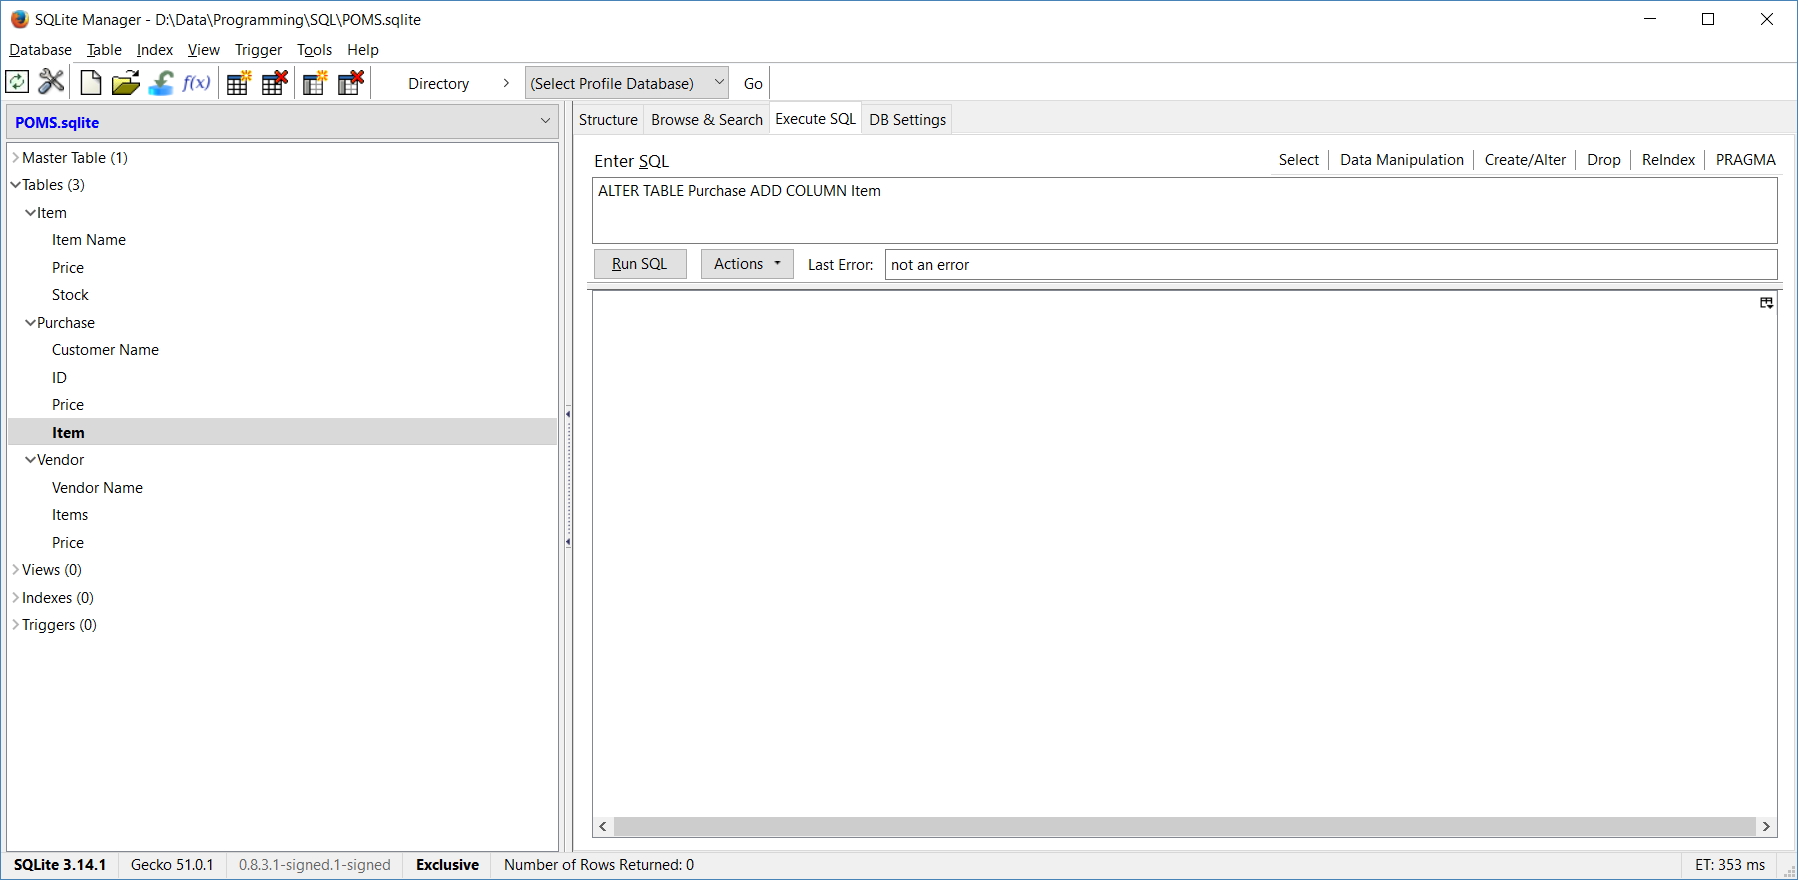 SQLite Manager - D:\Data\Programming\SQL\POMS.sqlite
Database Table Index View Trigger Tools Help
f(x) Directory (Select Profile Database) Go
POMS.sqlite
Master Table (1)
Tables (3)
Item
Item Name
Price
Stock
Purchase
Customer Name
ID
Price
Item
Vendor
Vendor Name
Items
Price
Views (0)
Indexes (0)
Triggers (0)
Structure Browse & Search Execute SQL DB Settings
Enter SQL Select Data Manipulation Create/Alter Drop ReIndex PRAGMA
ALTER TABLE Purchase ADD COLUMN Item
Run SQL Actions Last Error: not an error
SQLite 3.14.1 Gecko 51.0.1 0.8.3.1-signed.1-signed Exclusive Number of Rows Returned: 0 ET: 353 ms